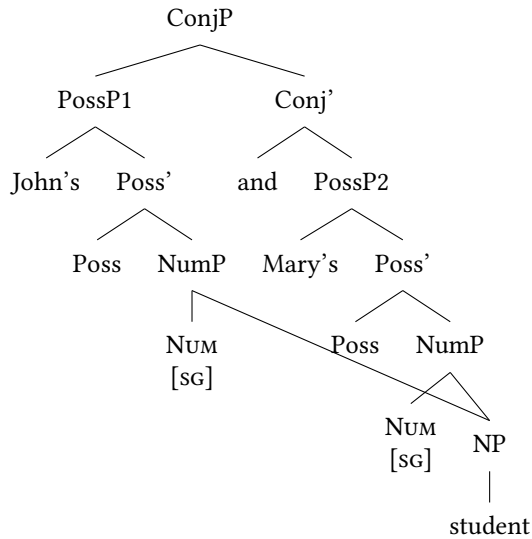 ConjP
PossP1 Conj’
John’s Poss’ and PossP2
Poss NumP Mary’s Poss’
Num Poss NumP
[sg]
Num NP
[sg]
student